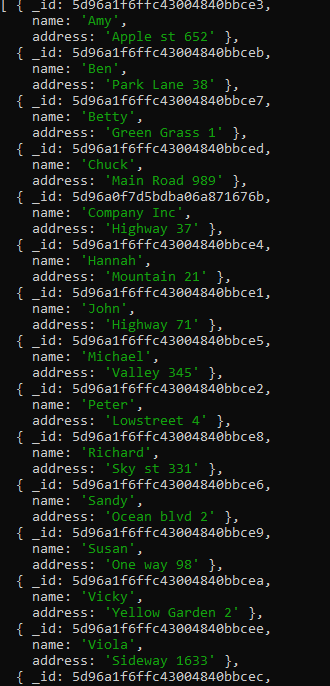 [ { _id: 5d96a1f6ffc43004840bbce3,
name: 'Amy',
address: 'Apple st 652' },
{ _id: 5d96a1f6ffc43004840bbceb,
name: 'Ben',
address: 'Park Lane 38' },
{ _id: 5d96a1f6ffc43004840bbce7,
name: 'Betty',
address: 'Green Grass 1' },
{ _id: 5d96a1f6ffc43004840bbced,
name: 'Chuck',
address: 'Main Road 989' },
{ _id: 5d96a0f7d5bdba06a871676b,
name: 'Company Inc',
address: 'Highway 37' },
{ _id: 5d96a1f6ffc43004840bbce4,
name: 'Hannah',
address: 'Mountain 21' },
{ _id: 5d96a1f6ffc43004840bbce1,
name: 'John',
address: 'Highway 71' },
{ _id: 5d96a1f6ffc43004840bbce5,
name: 'Michael',
address: 'Valley 345' },
{ _id: 5d96a1f6ffc43004840bbce2,
name: 'Peter',
address: 'Lowstreet 4' },
{ _id: 5d96a1f6ffc43004840bbce8,
name: 'Richard',
address: 'Sky st 331' },
{ _id: 5d96a1f6ffc43004840bbce6,
name: 'Sandy',
address: 'Ocean blvd 2' },
{ _id: 5d96a1f6ffc43004840bbce9,
name: 'Susan',
address: 'One way 98' },
{ _id: 5d96a1f6ffc43004840bbcea,
name: 'Vicky',
address: 'Yellow Garden 2' },
{ _id: 5d96a1f6ffc43004840bbcee,
name: 'Viola',
address: 'Sideway 1633' },
{ _id: 5d96a1f6ffc43004840bbcec,